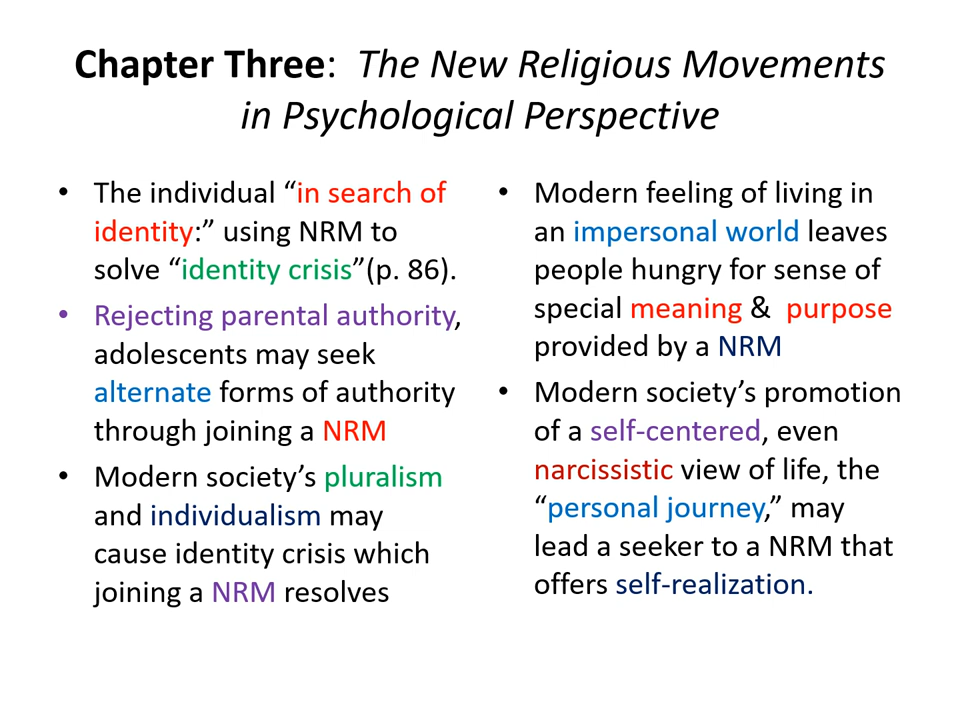 Chapter Three:  The New Religious Movements
in Psychological Perspective
• The individual “in search of
identity:” using NRM to
solve “identity crisis”(p. 86).
• Rejecting parental authority,
adolescents may seek
alternate forms of authority
through joining a NRM
• Modern society’s pluralism
and individualism may
cause identity crisis which
joining a NRM resolves
• Modern feeling of living in
an impersonal world leaves
people hungry for sense of
special meaning &  purpose
provided by a NRM
• Modern society’s promotion
of a self-centered, even
narcissistic view of life, the
“personal journey,” may
lead a seeker to a NRM that
offers self-realization.